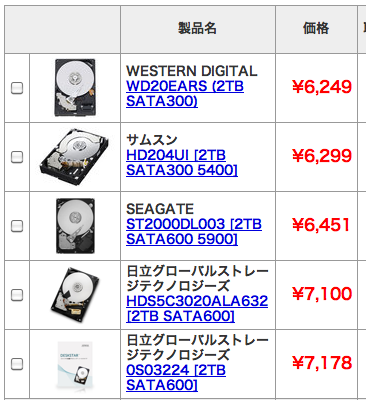 製品名
価格
WESTERN DIGITAL
WD20EARS (2TB
SATA300)
¥6,249
サムスン
HD204UI [2TB
SATA300 5400]
¥6,299
SEAGATE
ST2000DL003 [2TB
SATA600 5900]
¥6,451
日立グローバルストレー
ジテクノロジーズ
HDS5C3020ALA632
[2TB SATA600]
¥7,100
日立グローバルストレー
ジテクノロジーズ
0S03224 [2TB
SATA600]
¥7,178